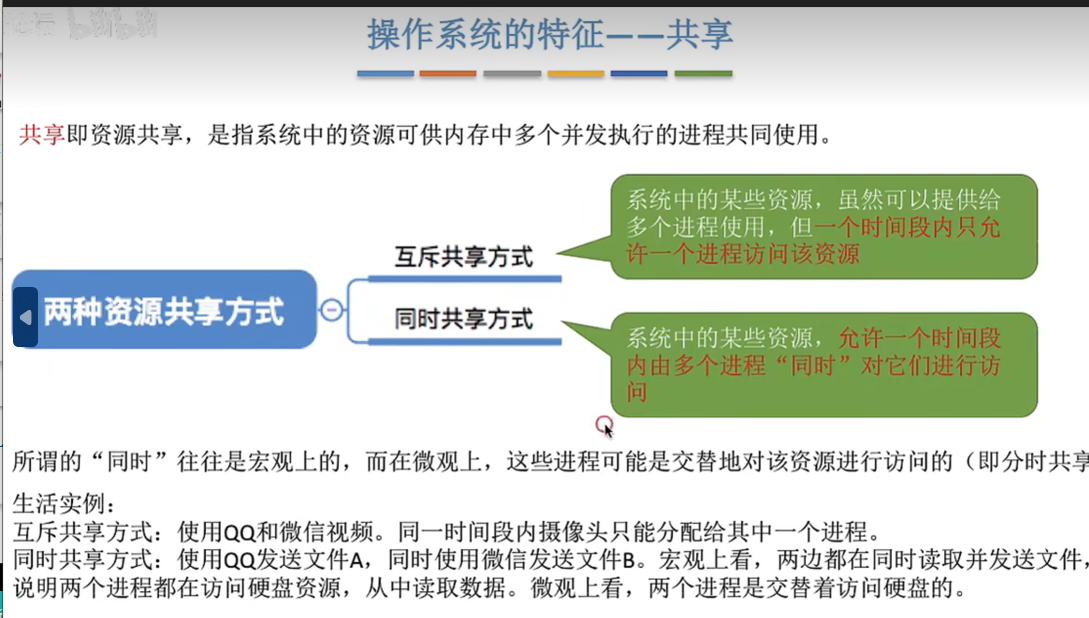 操作系统的特征——共享
共享即资源共享，是指系统中的资源可供内存中多个并发执行的进程共同使用。
两种资源共享方式
互斥共享方式
系统中的某些资源，虽然可以提供给
多个进程使用，但一个时间段内只允
许一个进程访问该资源
同时共享方式
系统中的某些资源，允许一个时间段
内由多个进程“同时”对它们进行访
问
所谓的“同时”往往是宏观上的，而在微观上，这些进程可能是交替地对该资源进行访问的（即分时共享
生活实例：
互斥共享方式：使用QQ和微信视频。同一时间段内摄像头只能分配给其中一个进程。
同时共享方式：使用QQ发送文件A，同时使用微信发送文件B。宏观上看，两边都在同时读取并发送文件，
说明两个进程都在访问硬盘资源，从中读取数据。微观上看，两个进程是交替着访问硬盘的。